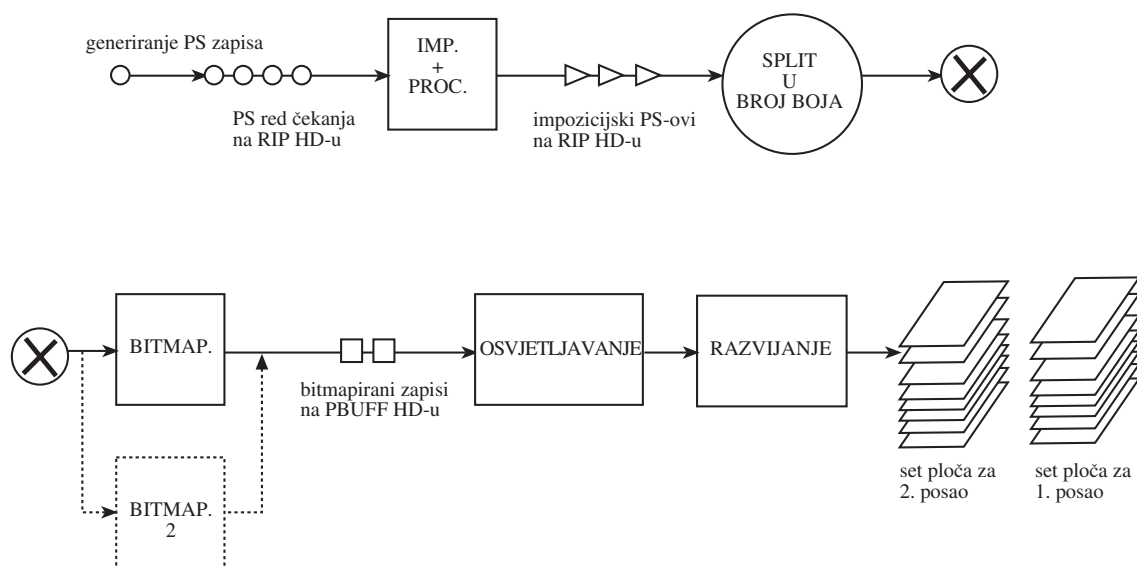 generiranje PS zapisa
IMP.
+
PROC.
PS red čekanja
na RIP HD-u
impozicijski PS-ovi
na RIP HD-u
SPLIT
U
BROJ BOJA
BITMAP.
bitmapirani zapisi
na PBUFF HD-u
OSVJETLJAVANJE
RAZVIJANJE
set ploča za
2. posao
set ploča za
1. posao
BITMAP.
2